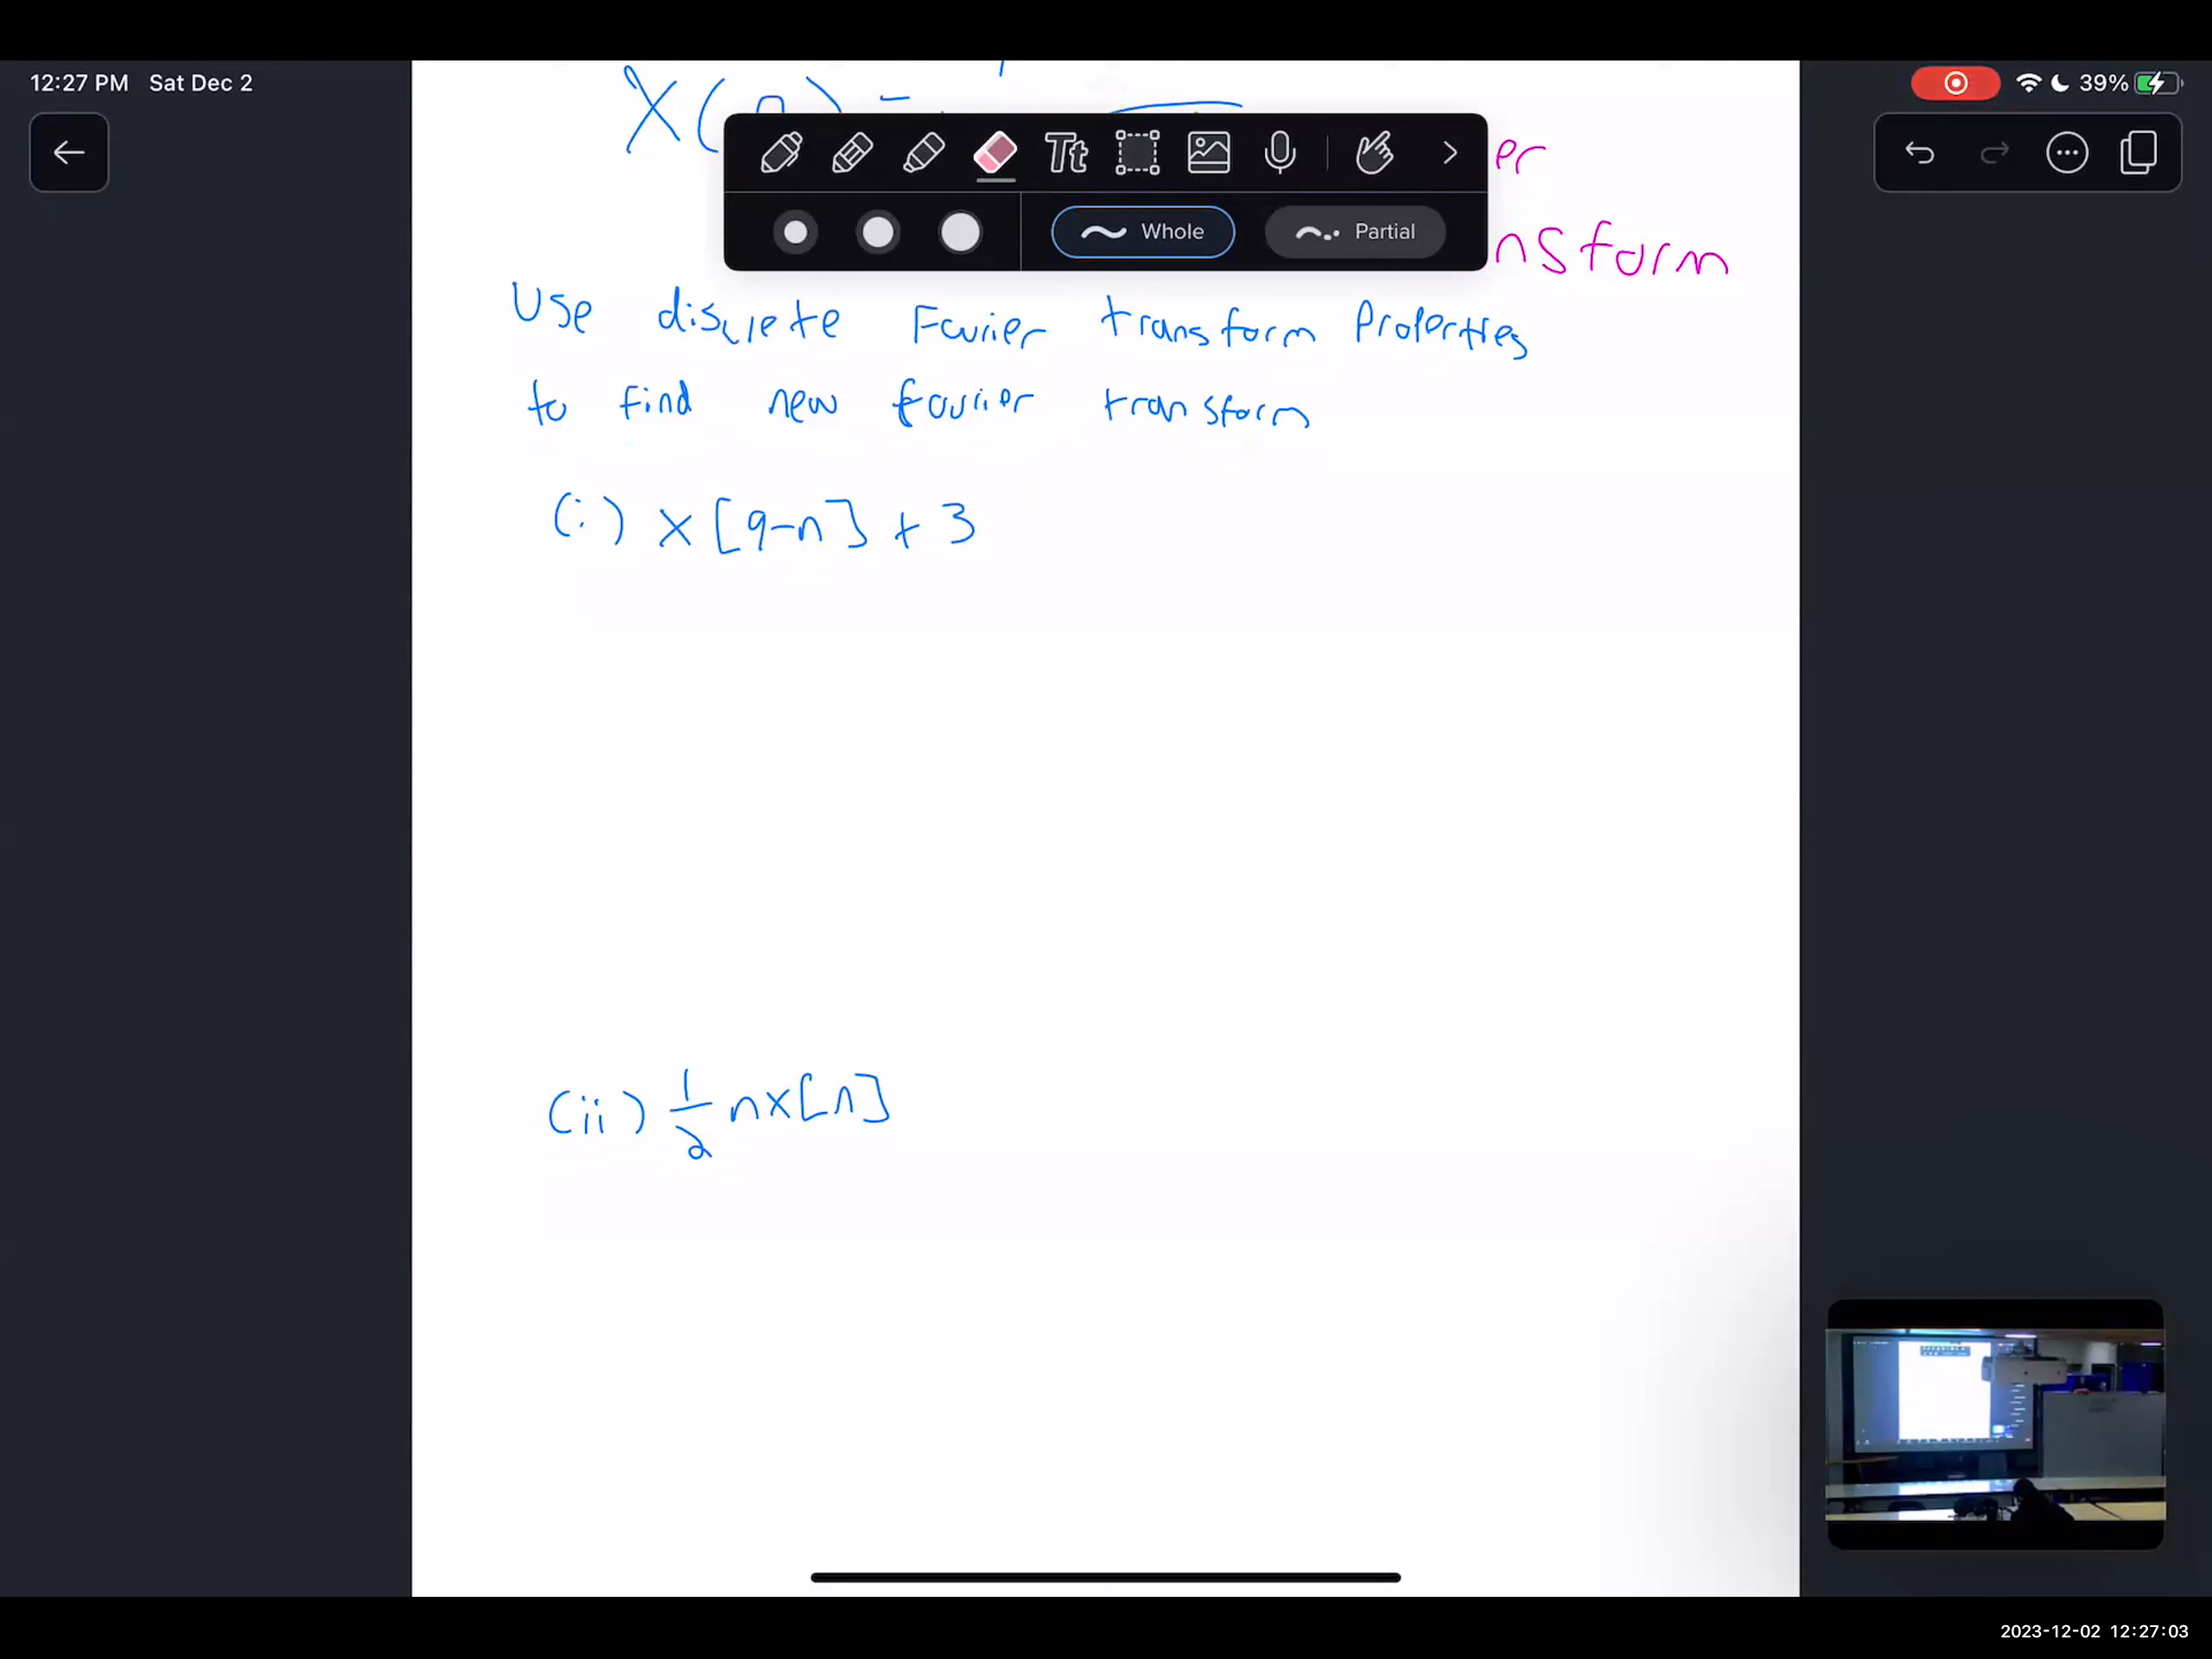 12:27 PM Sat Dec 2
39%
X(
er
Whole
Partial
nsform
Use discrete Fourier transform Properties
to find new fourier transform
(i) x[9-n] + 3
(ii) 1/2 nx[n]
2023-12-02 12:27:03